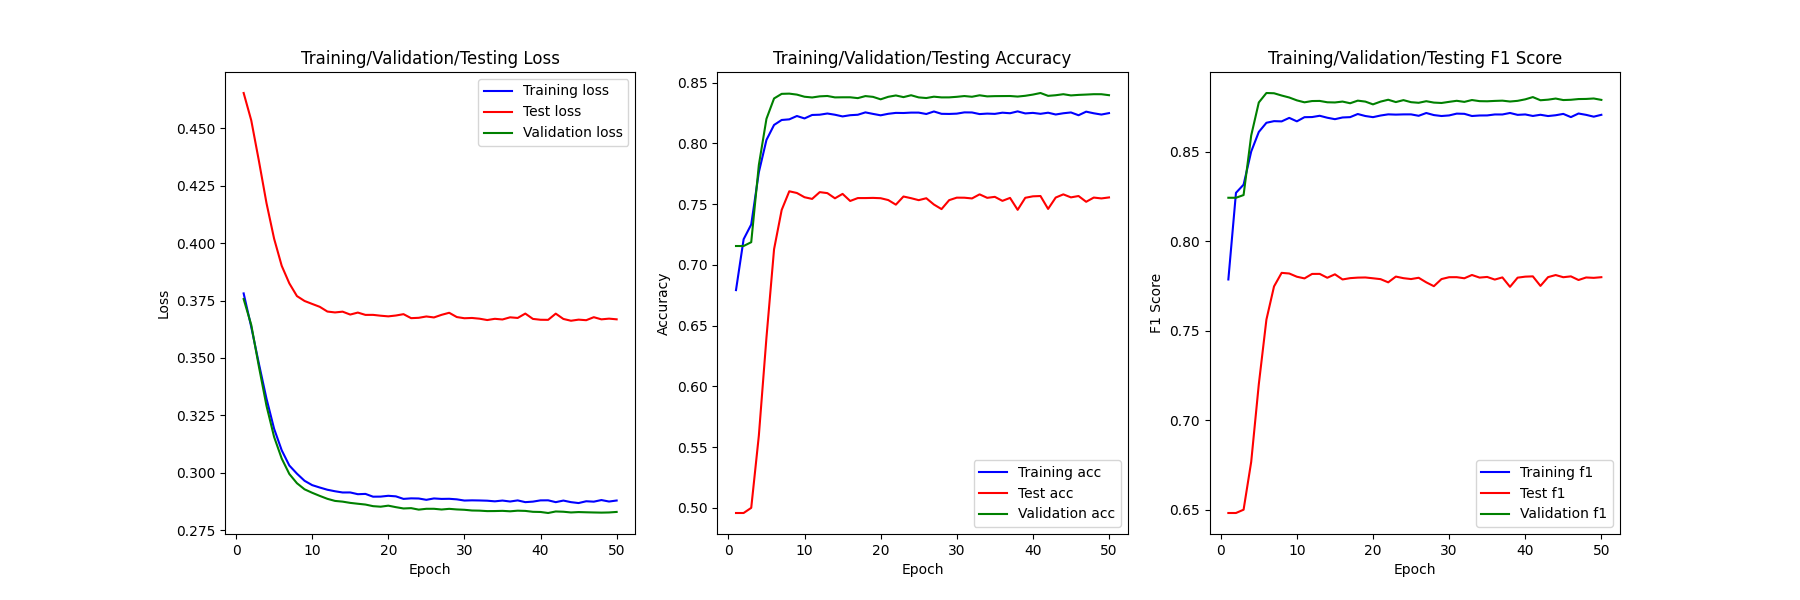 Training/Validation/Testing Loss
Training loss
Test loss
Validation loss
0.450
0.425
0.400
0.375
0.350
0.325
0.300
0.275
Loss
0 10 20 30 40 50
Epoch
Training/Validation/Testing Accuracy
0.85
0.80
0.75
0.70
0.65
0.60
0.55
0.50
Accuracy
Training acc
Test acc
Validation acc
0 10 20 30 40 50
Epoch
Training/Validation/Testing F1 Score
0.85
0.80
0.75
0.70
0.65
F1 Score
Training f1
Test f1
Validation f1
0 10 20 30 40 50
Epoch